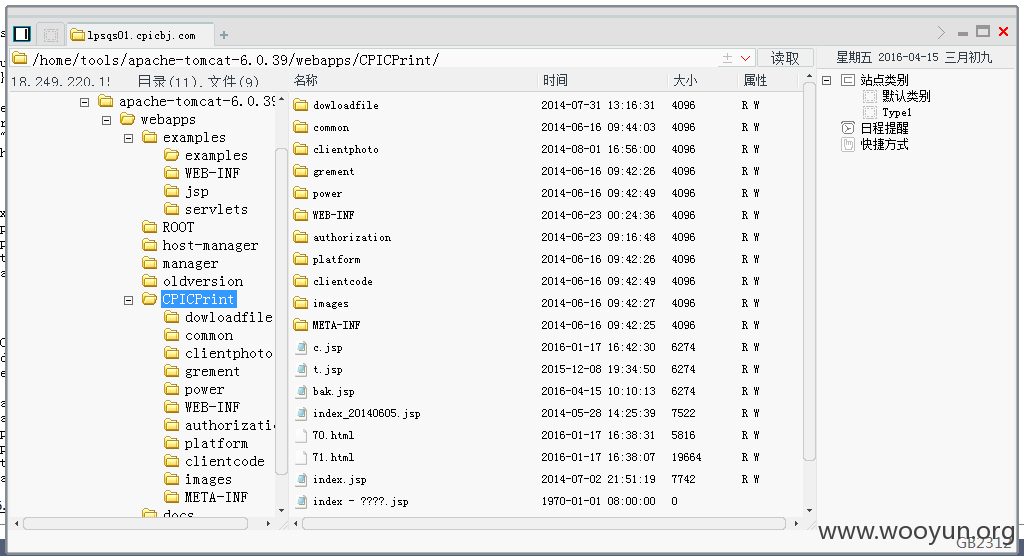 lpsqs01.cpicbj.com
/home/tools/apache-tomcat-6.0.39/webapps/CPICPrint/
读取
星期五 2016-04-15 三月初九
18.249.220.15
目录(11),文件(9)
名称 时间 大小 属性
apache-tomcat-6.0.39
webapps
examples
examples
WEB-INF
jsp
servlets
ROOT
host-manager
manager
oldversion
CPICPrint
dowloadfile
common
clientphoto
grement
power
WEB-INF
authorizati
platform
clientcode
images
META-INF
docs
dowloadfile 2014-07-31 13:16:31 4096 R W
common 2014-06-16 09:44:03 4096 R W
clientphoto 2014-08-01 16:56:00 4096 R W
grement 2014-06-16 09:42:26 4096 R W
power 2014-06-16 09:42:49 4096 R W
WEB-INF 2014-06-23 00:24:36 4096 R W
authorization 2014-06-23 09:16:48 4096 R W
platform 2014-06-16 09:42:26 4096 R W
clientcode 2014-06-16 09:42:49 4096 R W
images 2014-06-16 09:42:27 4096 R W
META-INF 2014-06-16 09:42:25 4096 R W
c.jsp 2016-01-17 16:42:30 6274 R W
t.jsp 2015-12-08 19:34:50 6274 R W
bak.jsp 2016-04-15 10:10:13 6274 R W
index_20140605.jsp 2014-05-28 14:25:39 7522 R W
70.html 2016-01-17 16:38:31 5816 R W
71.html 2016-01-17 16:38:07 19664 R W
index.jsp 2014-07-02 21:51:19 7742 R W
index - ????.jsp 1970-01-01 08:00:00 0
站点类别
默认类别
Type1
日程提醒
快捷方式
www.wooyun.org
GB2312